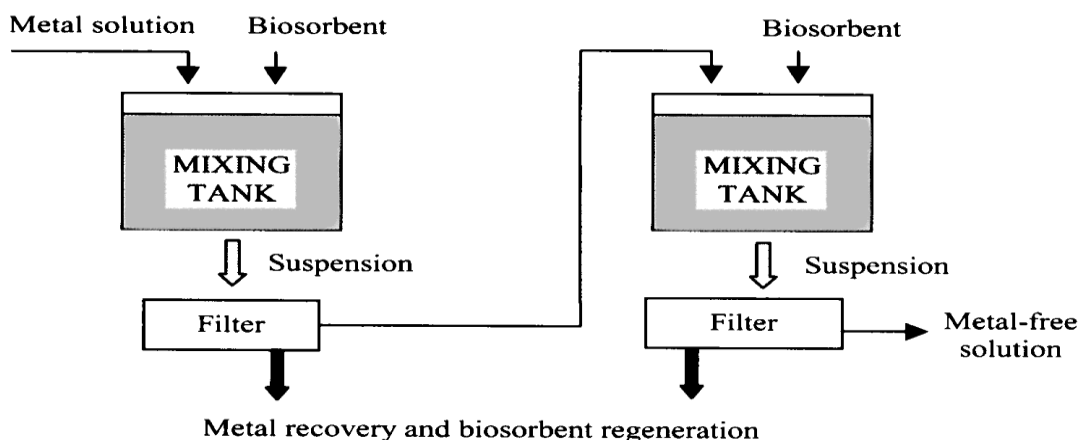 Metal solution
Biosorbent
Biosorbent
MIXING
TANK
MIXING
TANK
Suspension
Suspension
Filter
Filter
Metal-free
solution
Metal recovery and biosorbent regeneration